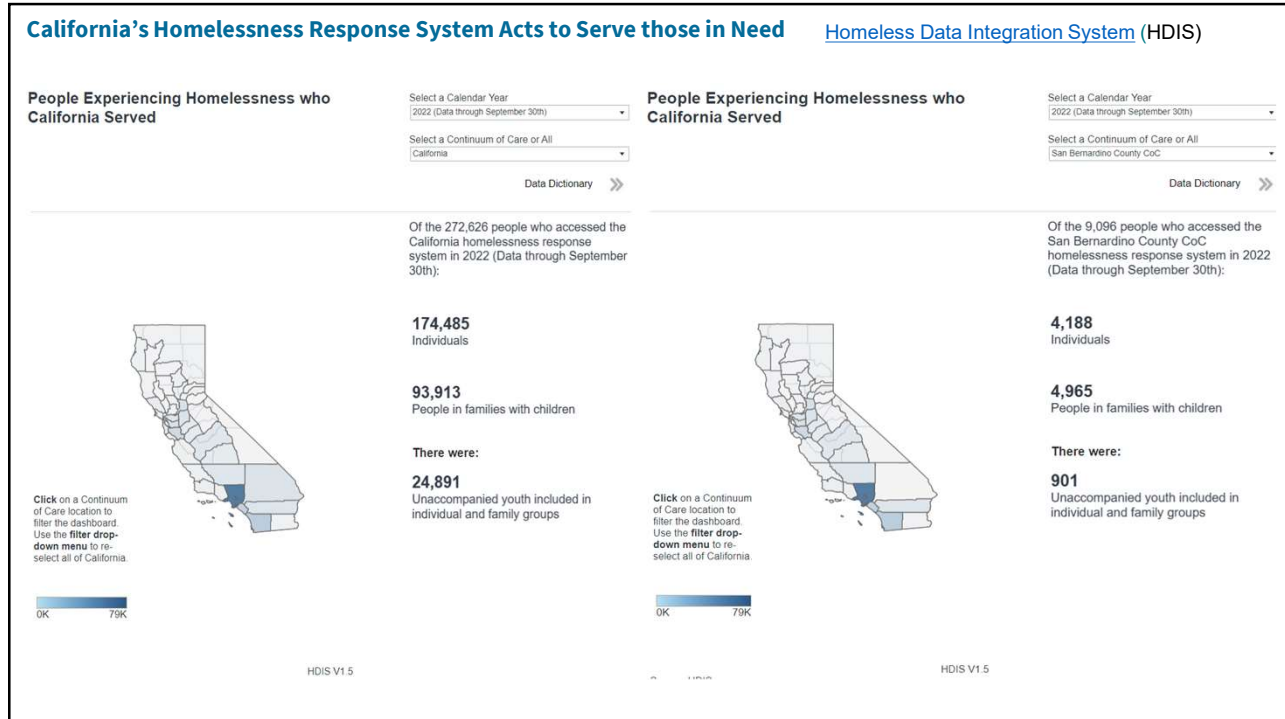 California's Homelessness Response System Acts to Serve those in Need
Homeless Data Integration System (HDIS)
People Experiencing Homelessness who
California Served
Select a Calendar Year
2022 (Data through September 30th)
Select a Continuum of Care or All
California
Data Dictionary
Of the 272,626 people who accessed the
California homelessness response
system in 2022 (Data through September
30th):
174,485
Individuals
93,913
People in families with children
There were:
24,891
Unaccompanied youth included in
individual and family groups
Click on a Continuum
of Care location to
filter the dashboard.
Use the filter drop-
down menu to re-
select all of California.
0K 79K
HDIS V1.5
People Experiencing Homelessness who
California Served
Select a Calendar Year
2022 (Data through September 30th)
Select a Continuum of Care or All
San Bernardino County CoC
Data Dictionary
Of the 9,096 people who accessed the
San Bernardino County CoC
homelessness response system in 2022
(Data through September 30th):
4,188
Individuals
4,965
People in families with children
There were:
901
Unaccompanied youth included in
individual and family groups
Click on a Continuum
of Care location to
filter the dashboard.
Use the filter drop-
down menu to re-
select all of California.
0K 79K
HDIS V1.5